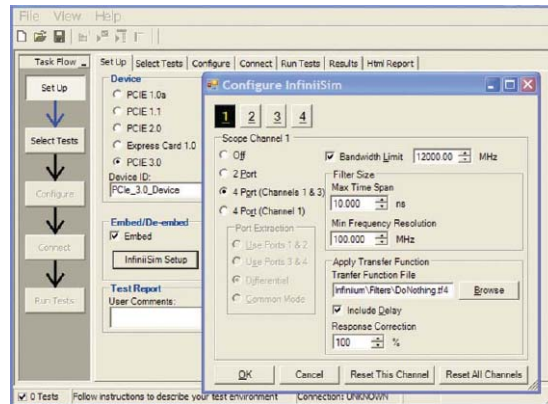 File View Help
Task Flow
Set Up
Select Tests
Configure
Connect
Run Tests
Set Up Select Tests Configure Connect Run Tests Results Html Report
Device
PCIE 1.0a
PCIE 1.1
PCIE 2.0
Express Card 1.0
PCIE 3.0
Device ID:
PCIe_3.0_Device
Embed/De-embed
Embed
InfiniiSim Setup
Test Report
User Comments:
Configure InfiniiSim
1 2 3 4
Scope Channel 1
Off
2 Port
4 Port (Channels 1 & 3)
4 Port (Channel 1)
Port Extraction
Use Ports 1 & 2
Use Ports 3 & 4
Differential
Common Mode
Bandwidth Limit 12000.00 MHz
Filter Size
Max Time Span
10.000 ns
Min Frequency Resolution
100.000 MHz
Apply Transfer Function
Tranfer Function File
Infinium\Filters\DoNothing.tf4 Browse
Include Delay
Response Correction
100 %
OK Cancel Reset This Channel Reset All Channels
0 Tests Follow instructions to describe your test environment Connection: UNKNOWN